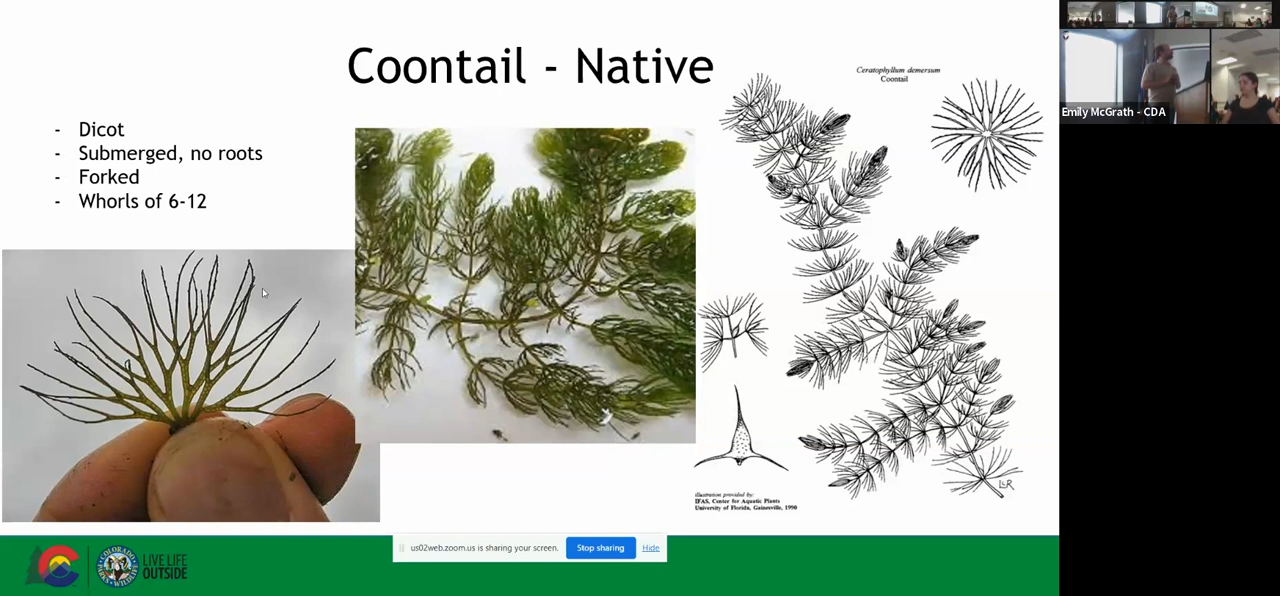 Coontail - Native
- Dicot
- Submerged, no roots
- Forked
- Whorls of 6-12
Ceratophyllum demersum
Coontail
illustration provided by:
IFAS, Center for Aquatic Plants
University of Florida, Gainesville, 1990
LR
us02web.zoom.us is sharing your screen.
Stop sharing
Hide
COLORADO
LIVE LIFE
OUTSIDE
Emily McGrath - CDA